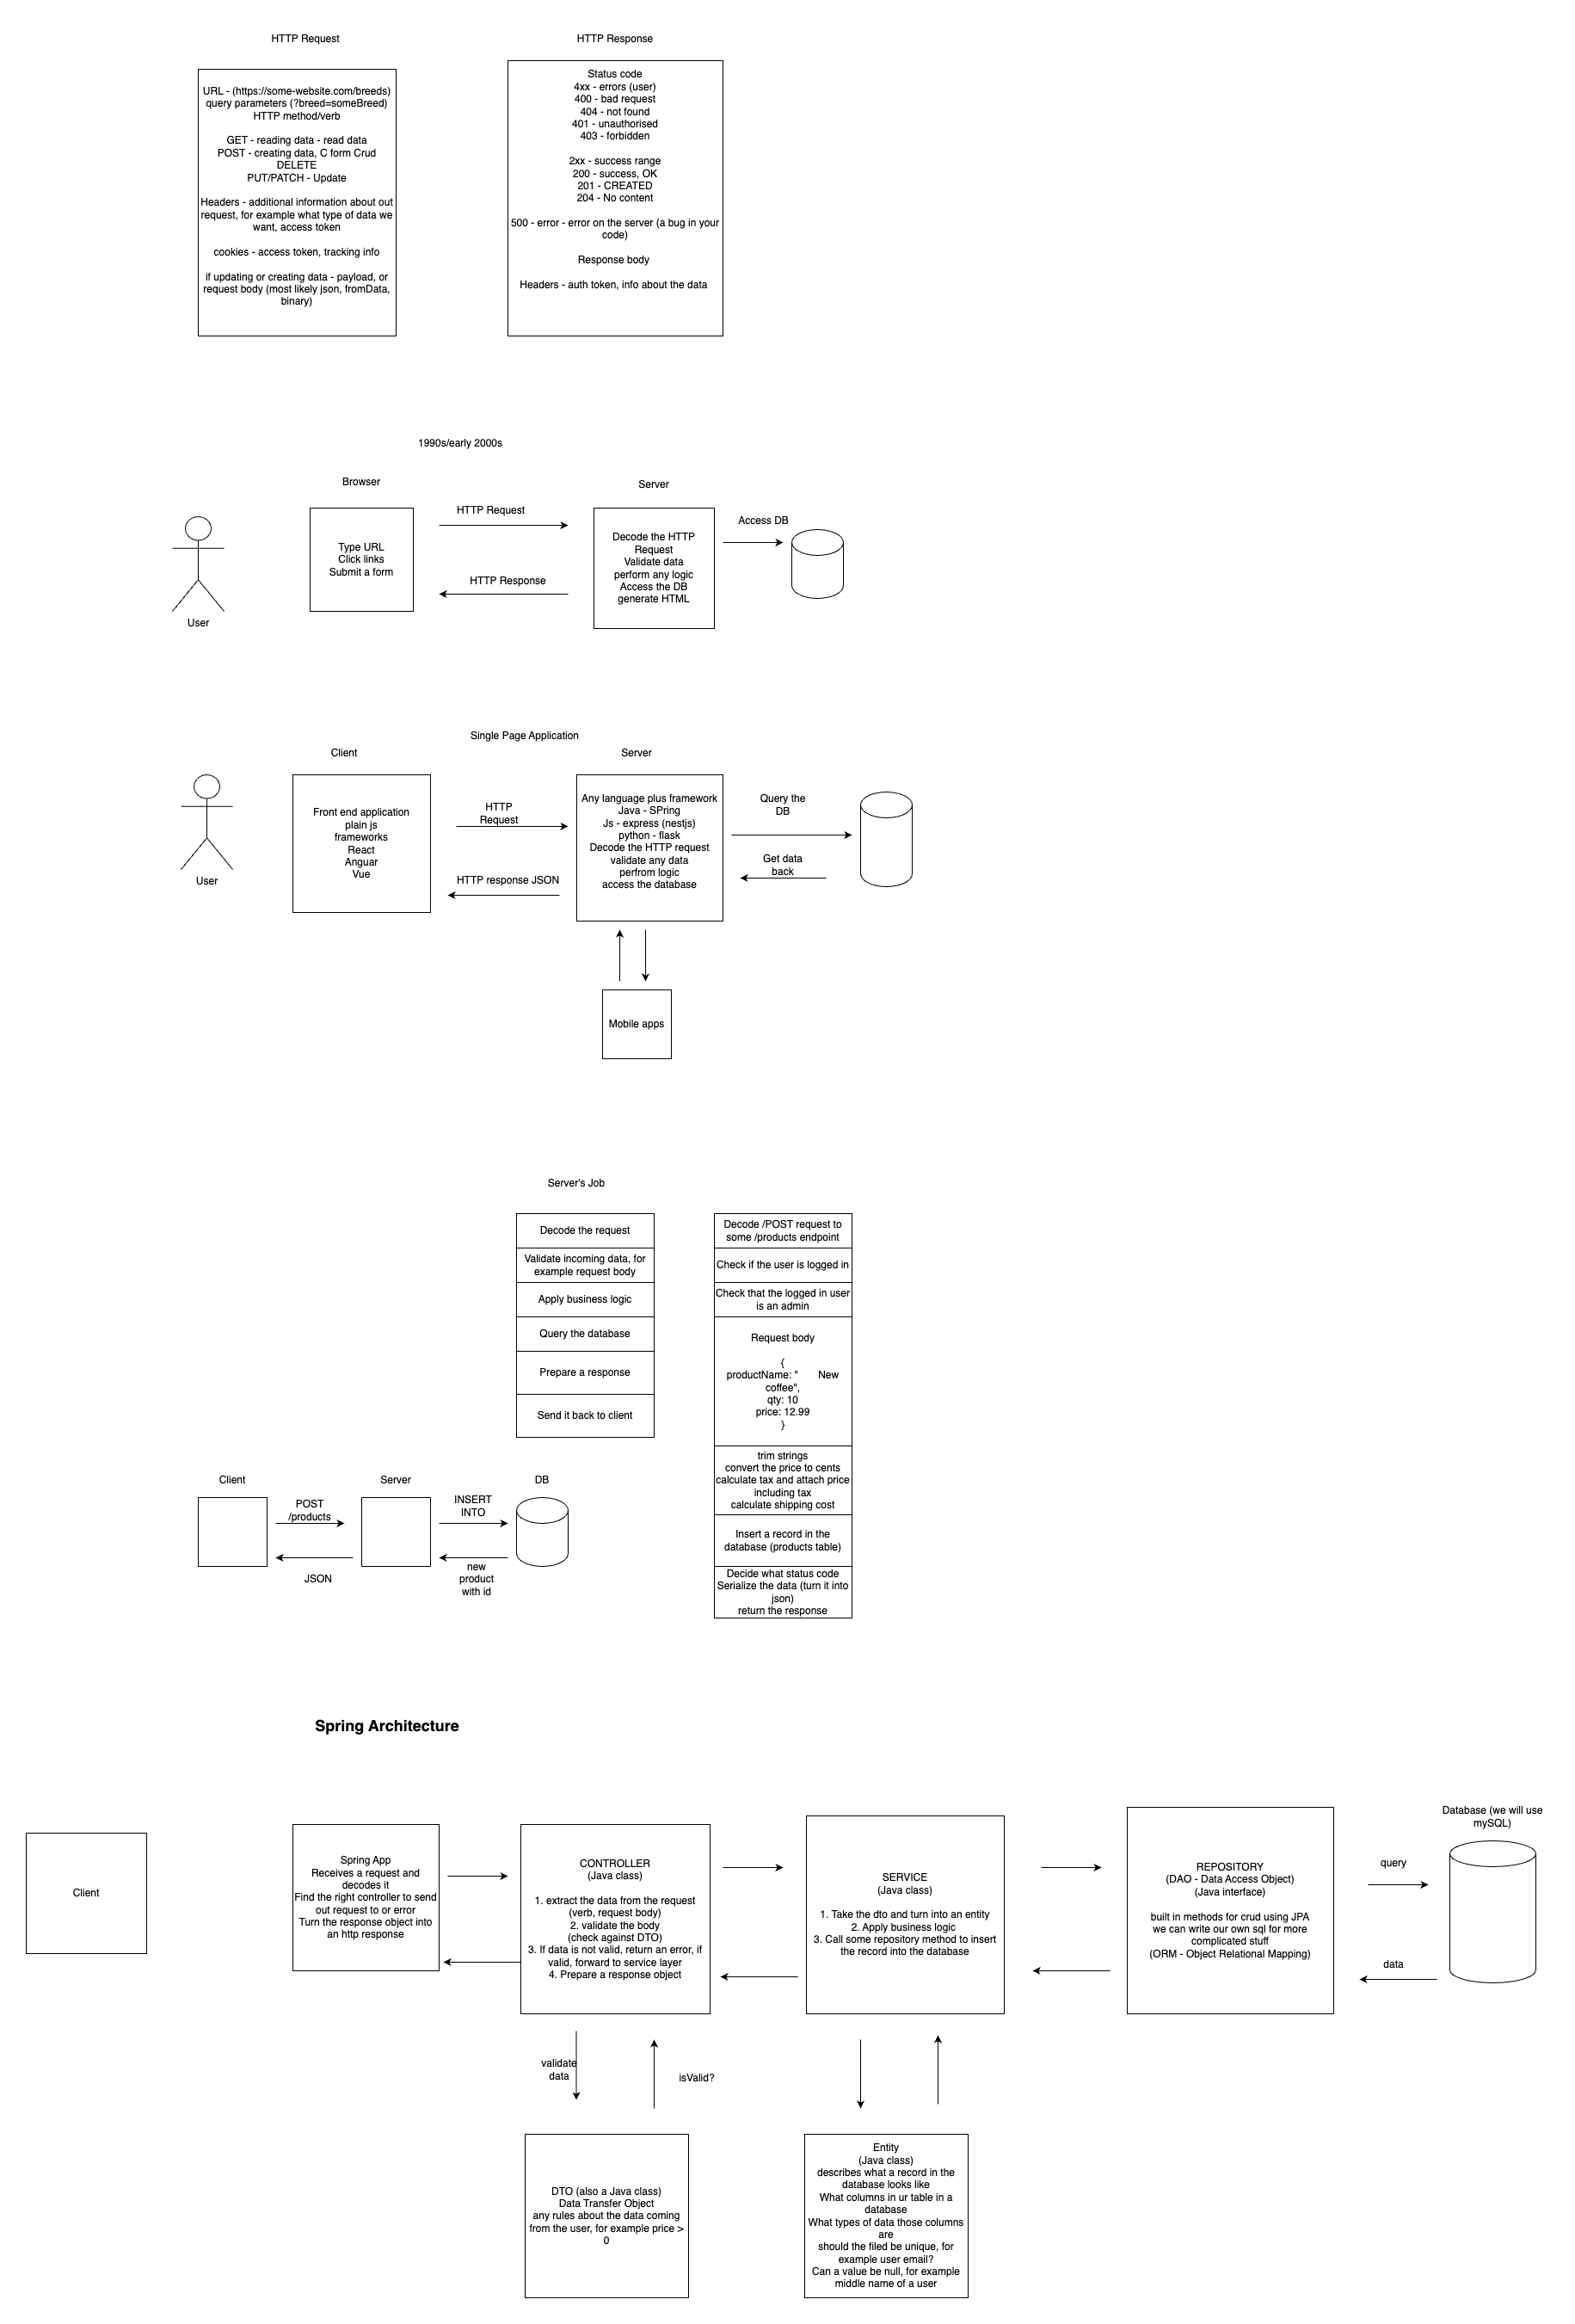 HTTP Request
HTTP Response
URL - (https://some-website.com/breeds)
query parameters (?breed=someBreed)
HTTP method/verb
GET - reading data - read data
POST - creating data, C form Crud
DELETE
PUT/PATCH - Update
Headers - additional information about out
request, for example what type of data we
want, access token
cookies - access token, tracking info
if updating or creating data - payload, or
request body (most likely json, fromData,
binary)
Status code
4xx - errors (user)
400 - bad request
404 - not found
401 - unauthorised
403 - forbidden
2xx - success range
200 - success, OK
201 - CREATED
204 - No content
500 - error - error on the server (a bug in your
code)
Response body
Headers - auth token, info about the data
1990s/early 2000s
Browser
Server
HTTP Request
Access DB
Type URL
Click links
Submit a form
Decode the HTTP
Request
Validate data
perform any logic
Access the DB
generate HTML
HTTP Response
User
Single Page Application
Client
Server
Front end application
plain js
frameworks
React
Anguar
Vue
HTTP
Request
HTTP response JSON
Any language plus framework
Java - SPring
Js - express (nestjs)
python - flask
Decode the HTTP request
validate any data
perfrom logic
access the database
Query the
DB
Get data
back
User
Mobile apps
Server's Job
Decode the request
Validate incoming data, for
example request body
Apply business logic
Query the database
Prepare a response
Send it back to client
Decode /POST request to
some /products endpoint
Check if the user is logged in
Check that the logged in user
is an admin
Request body
{
productName: " New
coffee",
qty: 10
price: 12.99
}
trim strings
convert the price to cents
calculate tax and attach price
including tax
calculate shipping cost
Insert a record in the
database (products table)
Decide what status code
Serialize the data (turn it into
json)
return the response
Client
Server
DB
POST
/products
INSERT
INTO
JSON
new
product
with id
Spring Architecture
Client
Spring App
Receives a request and
decodes it
Find the right controller to send
out request to or error
Turn the response object into
an http response
CONTROLLER
(Java class)
1. extract the data from the request
(verb, request body)
2. validate the body
(check against DTO)
3. If data is not valid, return an error, if
valid, forward to service layer
4. Prepare a response object
SERVICE
(Java class)
1. Take the dto and turn into an entity
2. Apply business logic
3. Call some repository method to insert
the record into the database
REPOSITORY
(DAO - Data Access Object)
(Java interface)
built in methods for crud using JPA
we can write our own sql for more
complicated stuff
(ORM - Object Relational Mapping)
Database (we will use
mySQL)
query
data
validate
data
isValid?
DTO (also a Java class)
Data Transfer Object
any rules about the data coming
from the user, for example price >
0
Entity
(Java class)
describes what a record in the
database looks like
What columns in ur table in a
database
What types of data those columns
are
should the filed be unique, for
example user email?
Can a value be null, for example
middle name of a user